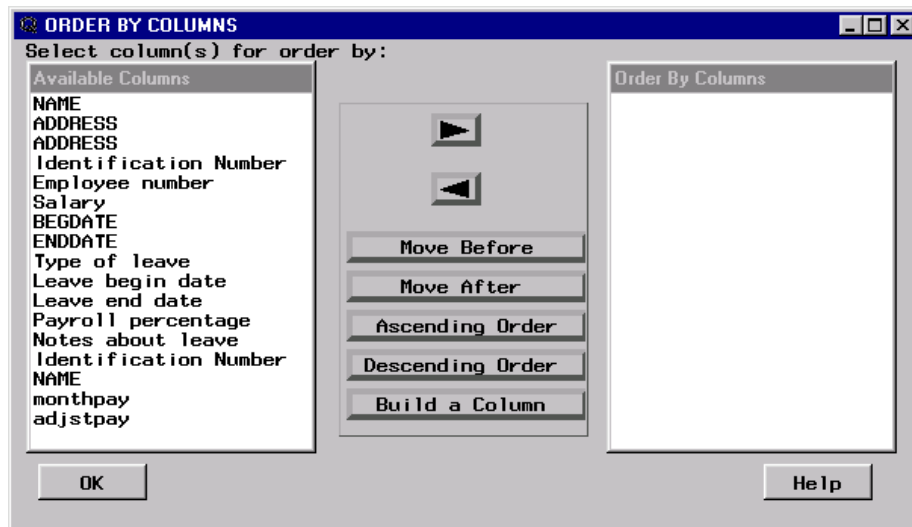 ORDER BY COLUMNS
Select column(s) for order by:
Available Columns
NAME
ADDRESS
ADDRESS
Identification Number
Employee number
Salary
BEGDATE
ENDDATE
Type of leave
Leave begin date
Leave end date
Payroll percentage
Notes about leave
Identification Number
NAME
monthpay
adjstpay
Move Before
Move After
Ascending Order
Descending Order
Build a Column
Order By Columns
OK
Help